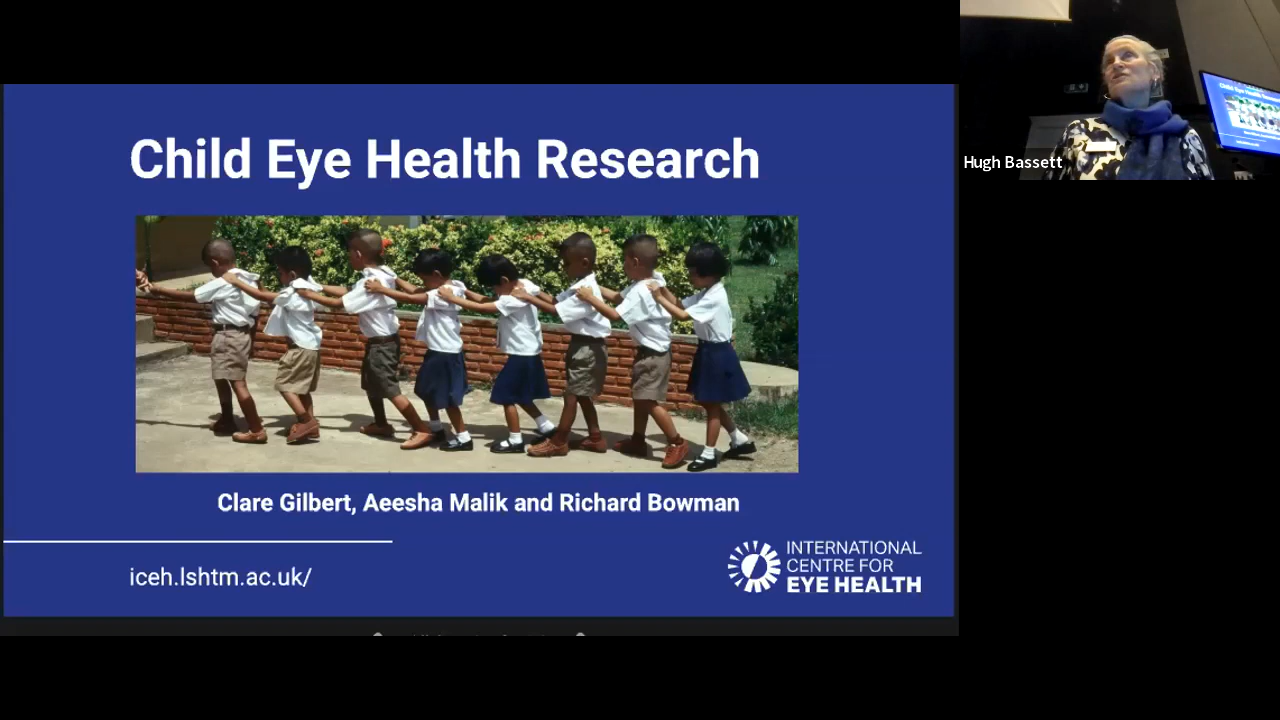 Child Eye Health Research
Clare Gilbert, Aeesha Malik and Richard Bowman
iceh.lshtm.ac.uk/
INTERNATIONAL
CENTRE FOR
EYE HEALTH
Hugh Bassett